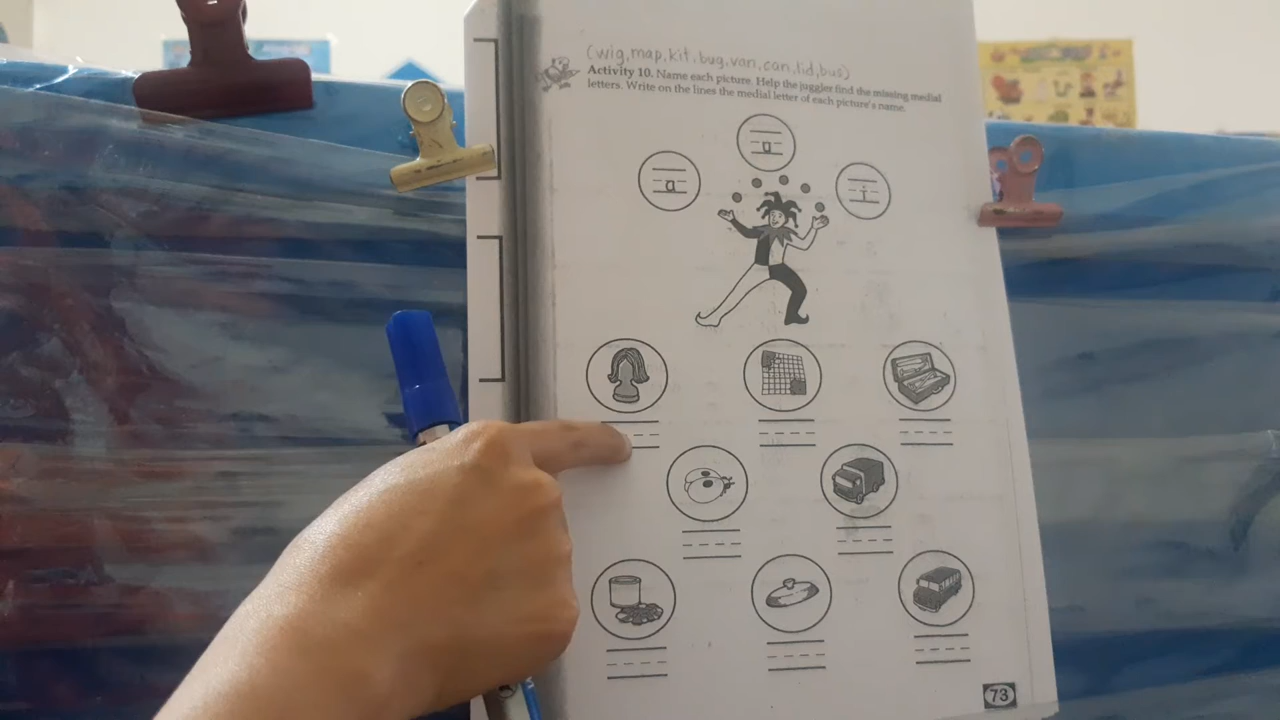 (wig,map,kit,bug,van,can,lid,bus)
Activity 10. Name each picture. Help the juggler find the missing medial
letters. Write on the lines the medial letter of each picture's name.
u
a
i
73